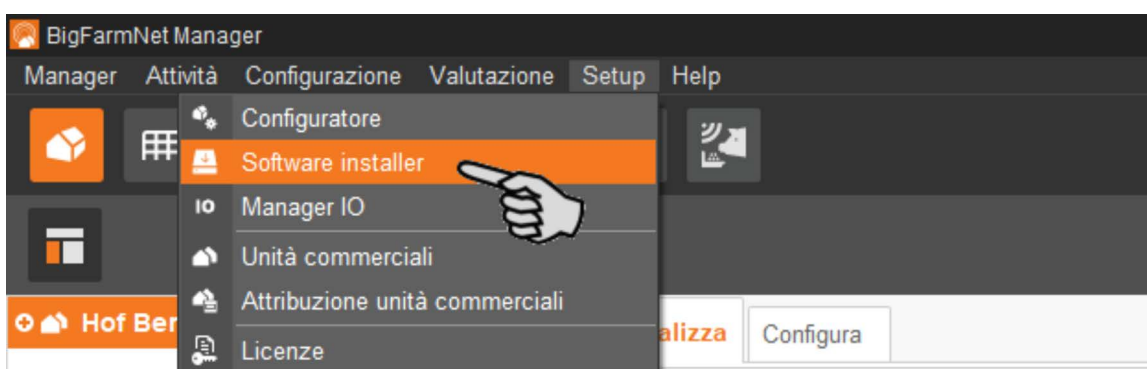 BigFarmNet Manager
Manager Attività Configurazione Valutazione Setup Help
Configuratore
Software installer
IO Manager IO
Unità commerciali
Attribuzione unità commerciali
Hof Ber alizza Configura
Licenze